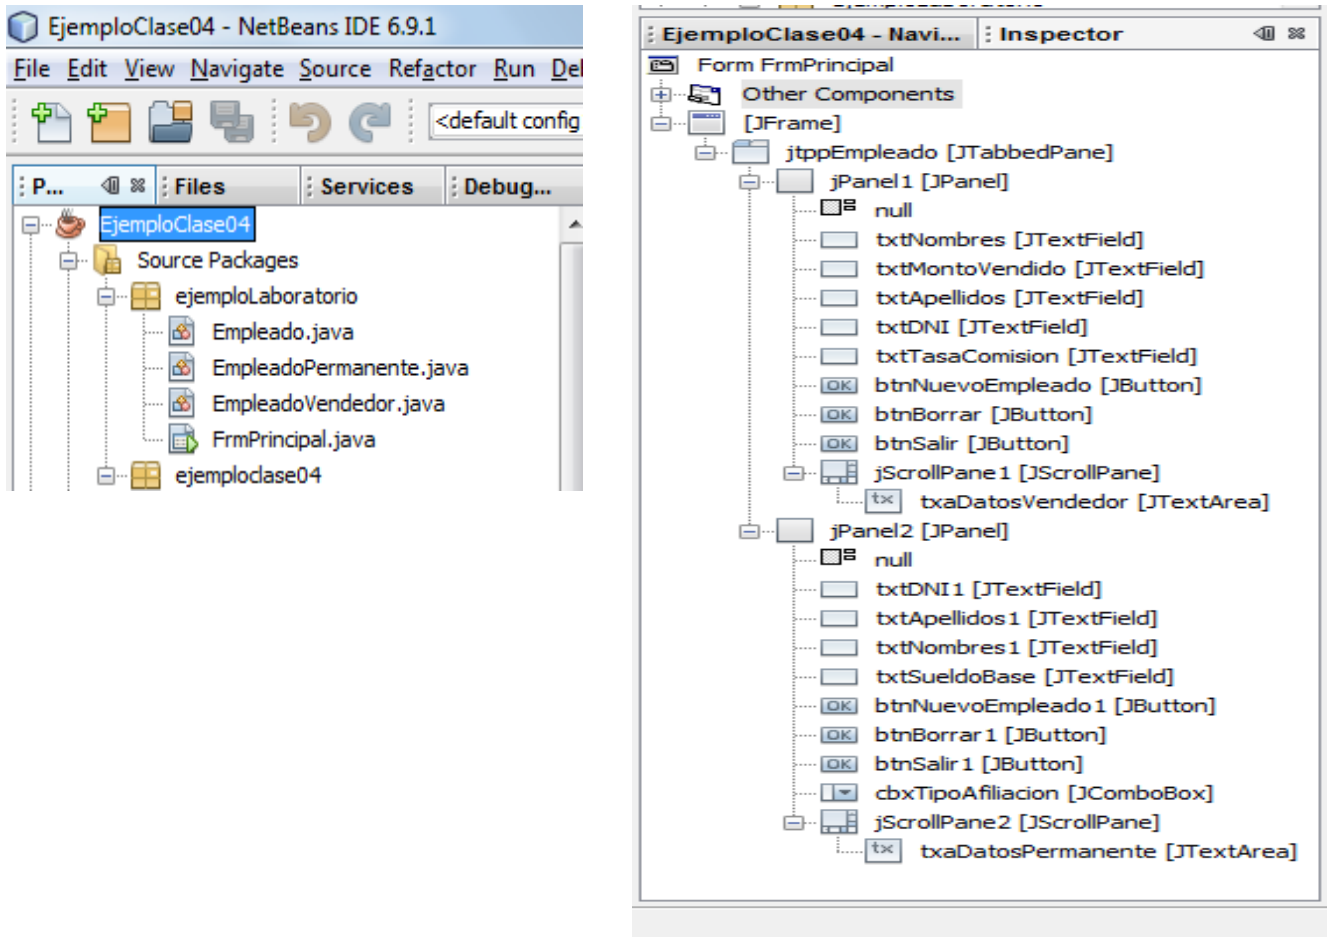 EjemploClase04 - NetBeans IDE 6.9.1
File Edit View Navigate Source Refactor Run
<default config
P... Files Services Debug...
EjemploClase04
Source Packages
ejemploLaboratorio
Empleado.java
EmpleadoPermanente.java
EmpleadoVendedor.java
FrmPrincipal.java
ejemploclase04
EjemploClase04 - Navi... Inspector
Form FrmPrincipal
Other Components
[JFrame]
jtppEmpleado [JTabbedPane]
jPanel1 [JPanel]
null
txtNombres [JTextField]
txtMontoVendido [JTextField]
txtApellidos [JTextField]
txtDNI [JTextField]
txtTasaComision [JTextField]
OK btnNuevoEmpleado [JButton]
OK btnBorrar [JButton]
OK btnSalir [JButton]
jScrollPane1 [JScrollPane]
tx txaDatosVendedor [JTextArea]
jPanel2 [JPanel]
null
txtDNI1 [JTextField]
txtApellidos1 [JTextField]
txtNombres1 [JTextField]
txtSueldoBase [JTextField]
OK btnNuevoEmpleado1 [JButton]
OK btnBorrar1 [JButton]
OK btnSalir1 [JButton]
cbxTipoAfiliacion [JComboBox]
jScrollPane2 [JScrollPane]
tx txaDatosPermanente [JTextArea]